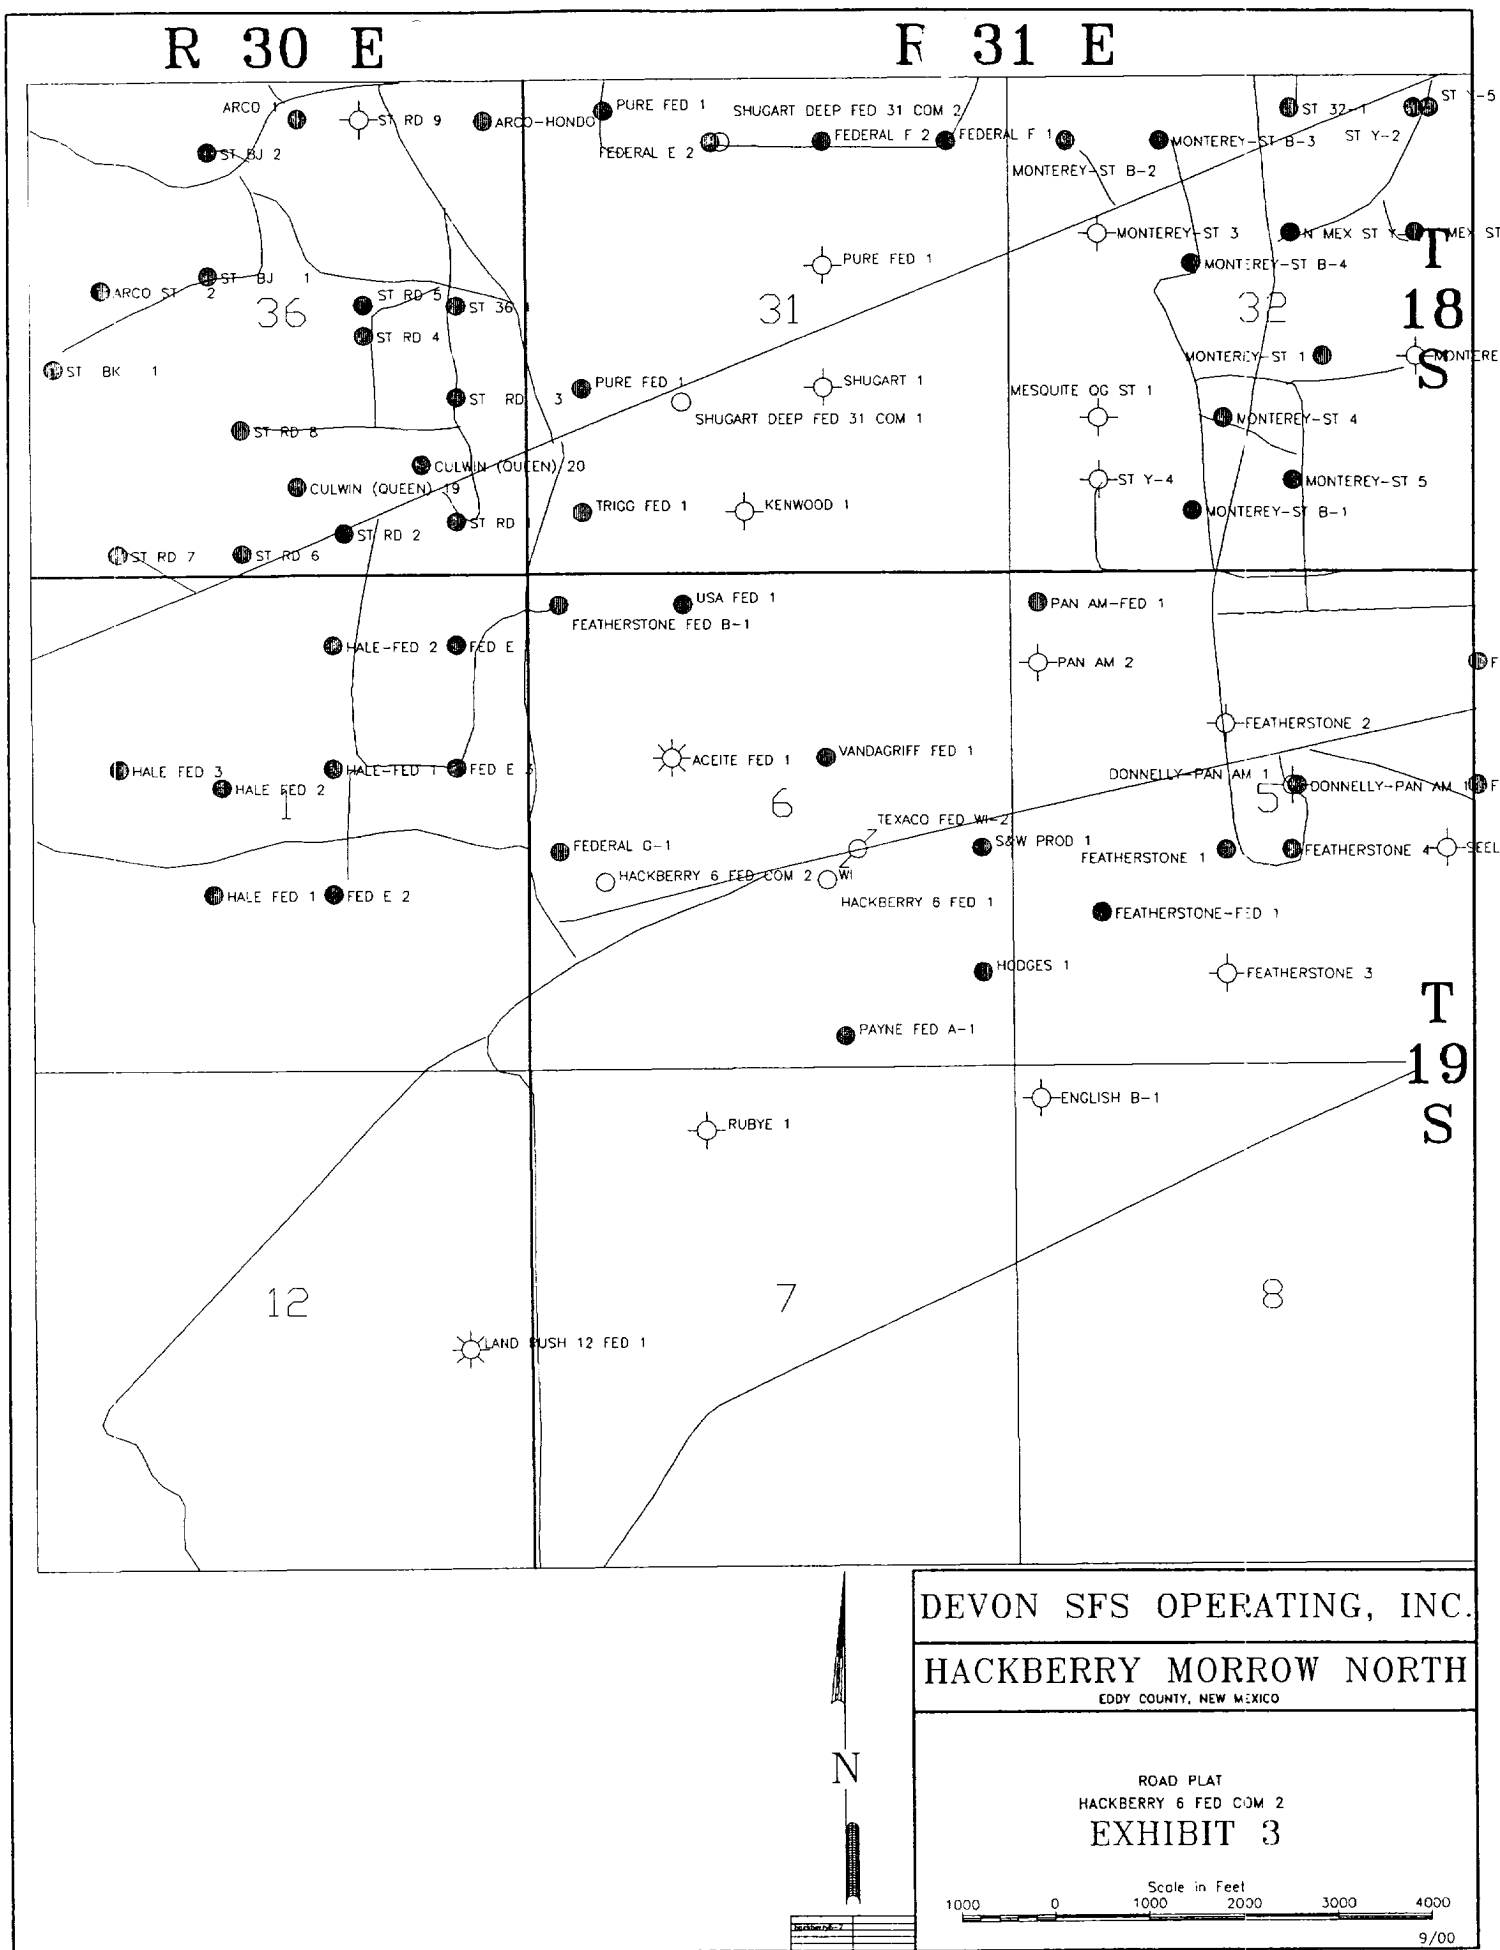 R 30 E
31 E
ARCO 1
ST RD 9
ARCO-HONDO
PURE FED 1
SHUGART DEEP FED 31 COM 2
FEDERAL E 2
FEDERAL F 2
FEDERAL F 1
MONTEREY-ST B-2
MONTEREY-ST B-3
ST 32-1
ST Y-2
ST Y-5
ST BJ 2
ST BJ 1
ARCO ST 2
36
ST RD 5
ST 36
ST RD 4
ST BK 1
ST RD 3
ST RD 8
CULWIN (QUEEN) 20
CULWIN (QUEEN) 19
ST RD
ST RD 2
ST RD 7
ST RD 6
PURE FED 1
31
PURE FED 1
SHUGART 1
SHUGART DEEP FED 31 COM 1
TRIGG FED 1
KENWOOD 1
MONTEREY-ST 3
N MEX ST Y-
MEX ST
MONTEREY-ST B-4
32
MONTEREY-ST 1
MONTERE
MESQUITE OG ST 1
MONTEREY-ST 4
ST Y-4
MONTEREY-ST 5
MONTEREY-ST B-1
T
18
S
FEATHERSTONE FED B-1
USA FED 1
PAN AM-FED 1
HALE-FED 2
FED E
PAN AM 2
F
FEATHERSTONE 2
HALE FED 3
HALE-FED 1
FED E 3
HALE FED 2
1
ACEITE FED 1
VANDAGRIFF FED 1
6
DONNELLY-PAN AM 1
5
DONNELLY-PAN AM 1
F
TEXACO FED WI-2
FEDERAL G-1
S&W PROD 1
FEATHERSTONE 1
FEATHERSTONE 4
SEEL
HACKBERRY 6 FED COM 2
WI
HALE FED 1
FED E 2
HACKBERRY 6 FED 1
FEATHERSTONE-FED 1
HODGES 1
FEATHERSTONE 3
PAYNE FED A-1
T
19
S
ENGLISH B-1
RUBYE 1
12
7
8
LAND RUSH 12 FED 1
DEVON SFS OPERATING, INC.
HACKBERRY MORROW NORTH
EDDY COUNTY, NEW MEXICO
N
ROAD PLAT
HACKBERRY 6 FED COM 2
EXHIBIT 3
Scale in Feet
1000 0 1000 2000 3000 4000
9/00